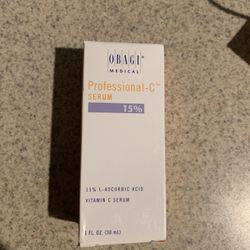 OBAGI®
MEDICAL
Professional-C™
SERUM
15%
15% L-ASCORBIC ACID
VITAMIN C SERUM
1 FL. OZ. (30 mL)